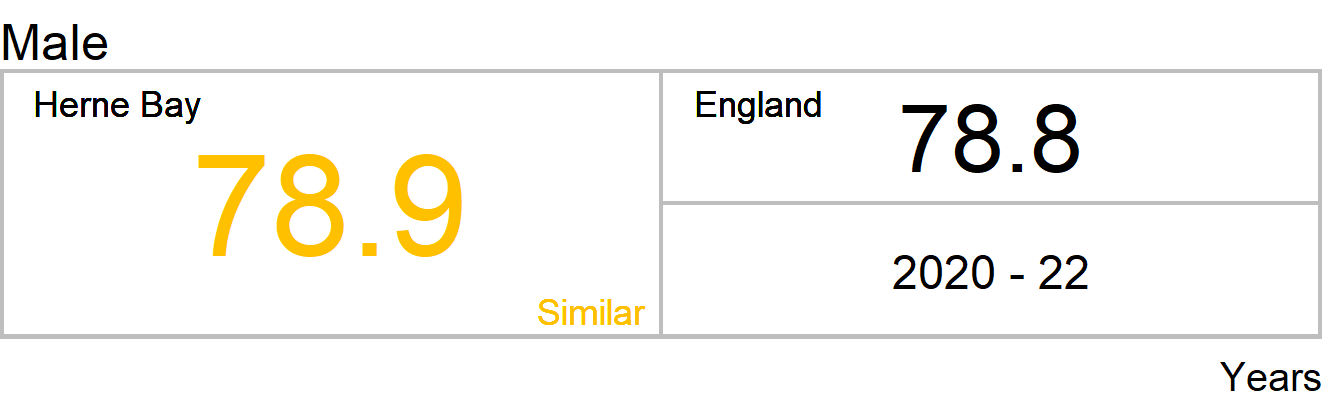 Male
Herne Bay
78.9
Similar
England
78.8
2020 - 22
Years